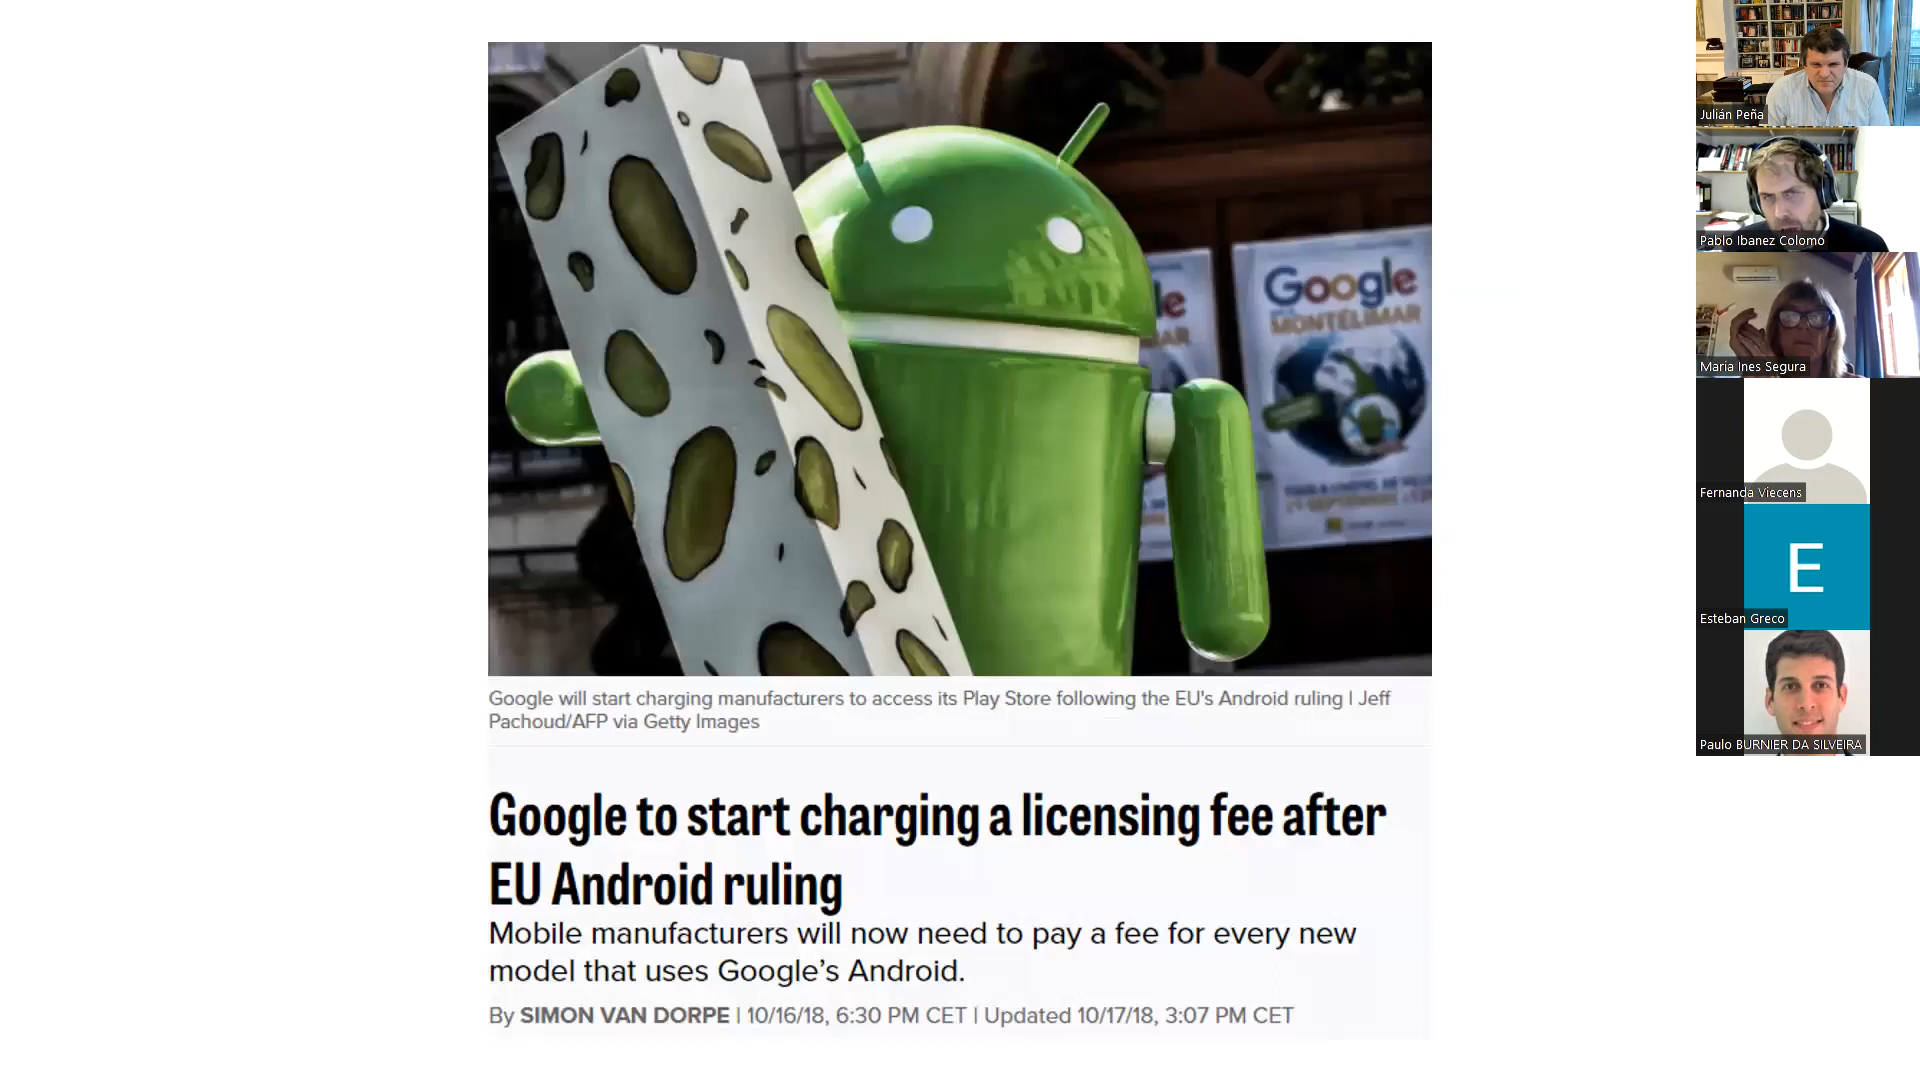 Google
MONTÉLIMAR
le
AR
Google will start charging manufacturers to access its Play Store following the EU's Android ruling | Jeff
Pachoud/AFP via Getty Images
Google to start charging a licensing fee after
EU Android ruling
Mobile manufacturers will now need to pay a fee for every new
model that uses Google’s Android.
By SIMON VAN DORPE | 10/16/18, 6:30 PM CET | Updated 10/17/18, 3:07 PM CET
Julián Peña
Pablo Ibanez Colomo
Maria Ines Segura
Fernanda Viecens
E
Esteban Greco
Paulo BURNIER DA SILVEIRA